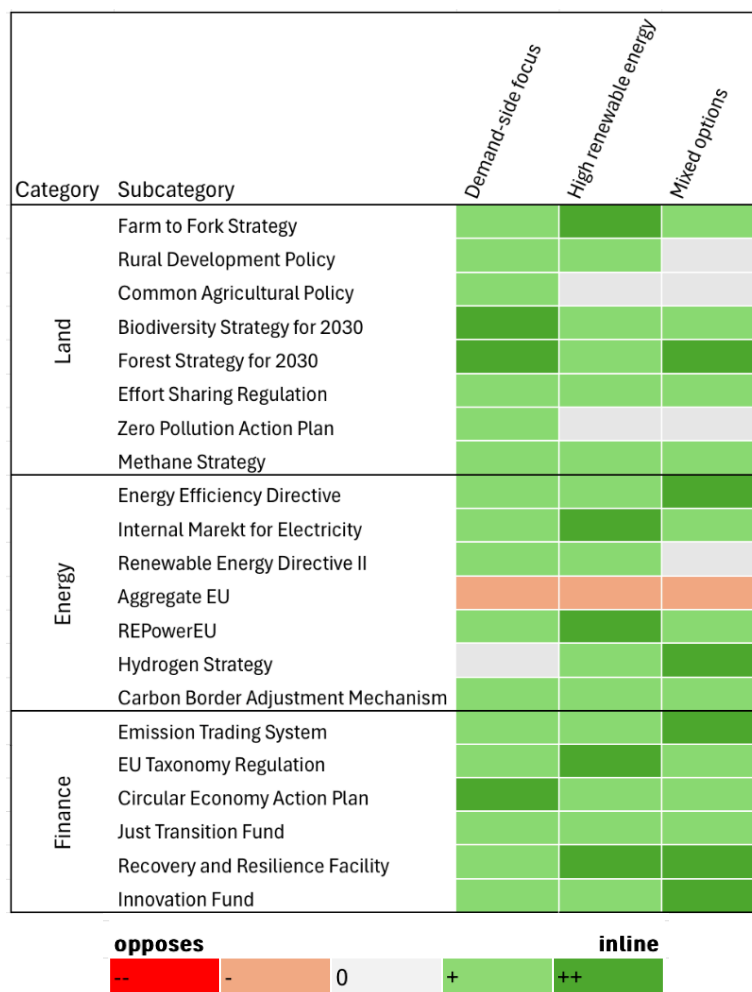 Demand-side focus
High renewable energy
Mixed options
Category Subcategory
Land
Farm to Fork Strategy
Rural Development Policy
Common Agricultural Policy
Biodiversity Strategy for 2030
Forest Strategy for 2030
Effort Sharing Regulation
Zero Pollution Action Plan
Methane Strategy
Energy
Energy Efficiency Directive
Internal Marekt for Electricity
Renewable Energy Directive II
Aggregate EU
REPowerEU
Hydrogen Strategy
Carbon Border Adjustment Mechanism
Finance
Emission Trading System
EU Taxonomy Regulation
Circular Economy Action Plan
Just Transition Fund
Recovery and Resilience Facility
Innovation Fund
opposes inline
-- - 0 + ++